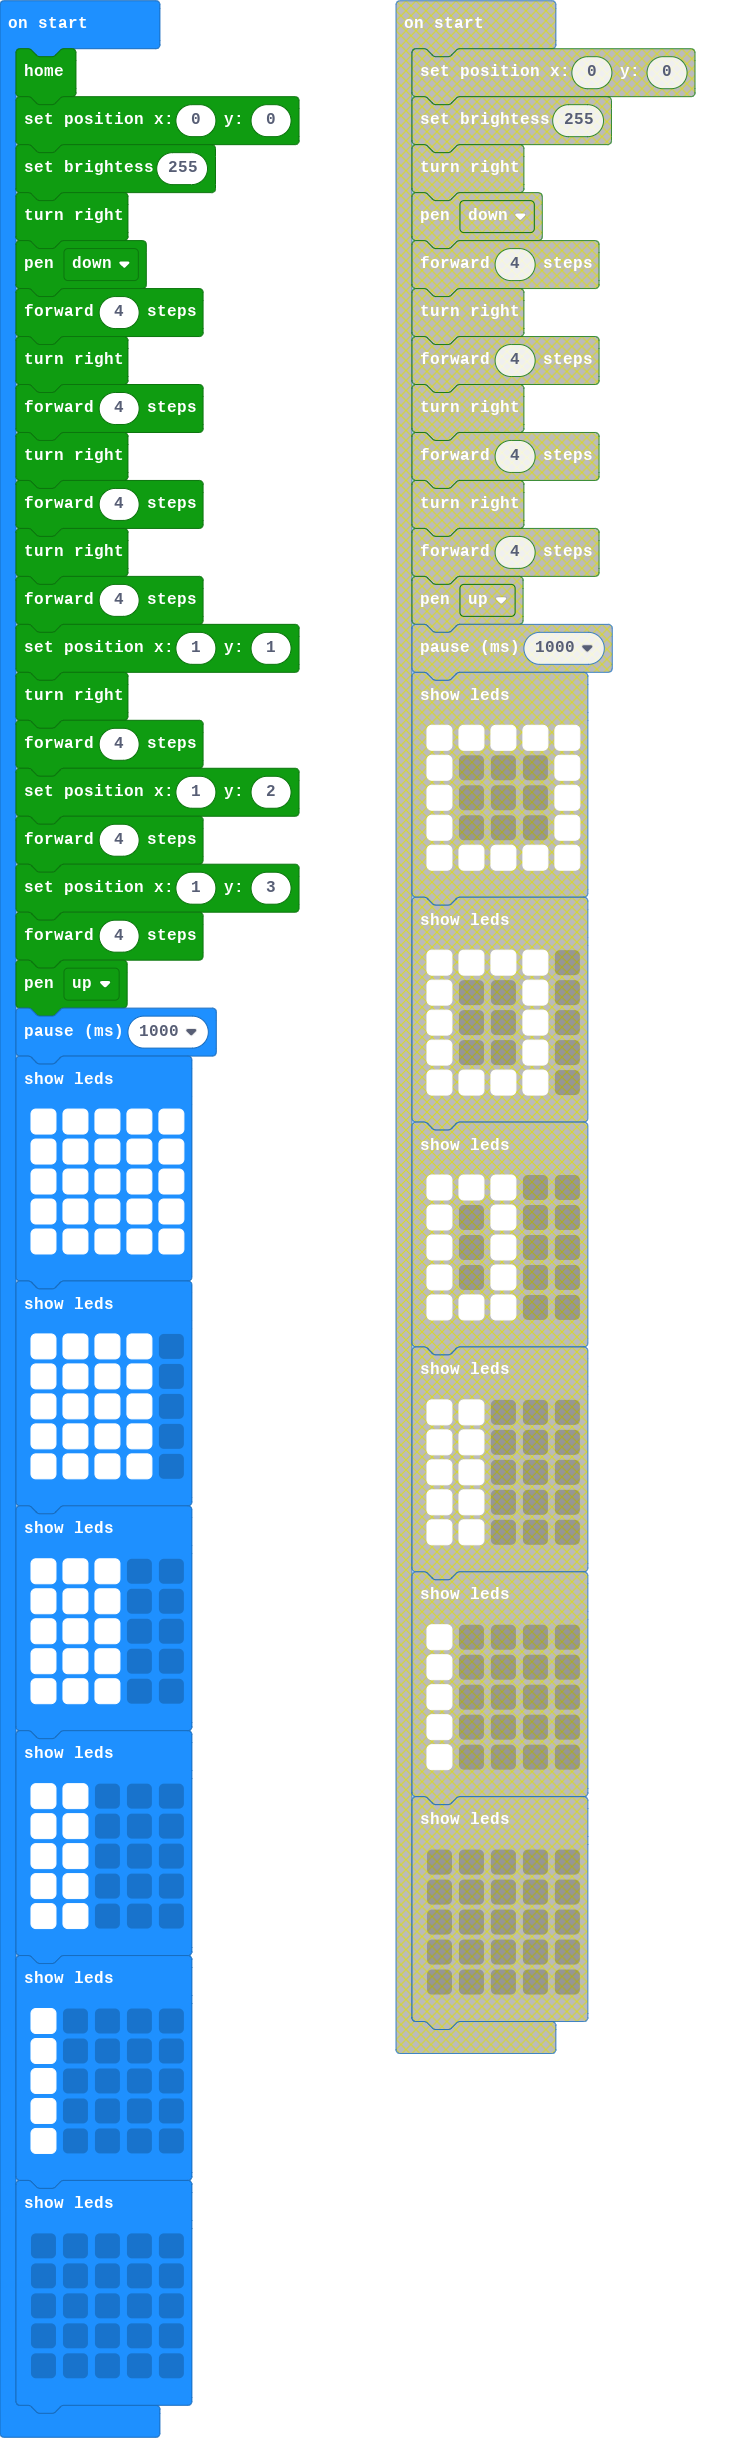 on start
home
set position x: 0 y: 0
set brightess 255
turn right
pen down
forward 4 steps
turn right
forward 4 steps
turn right
forward 4 steps
turn right
forward 4 steps
set position x: 1 y: 1
turn right
forward 4 steps
set position x: 1 y: 2
forward 4 steps
set position x: 1 y: 3
forward 4 steps
pen up
pause (ms) 1000
show leds
show leds
show leds
show leds
show leds
show leds
on start
set position x: 0 y: 0
set brightess 255
turn right
pen down
forward 4 steps
turn right
forward 4 steps
turn right
forward 4 steps
turn right
forward 4 steps
pen up
pause (ms) 1000
show leds
show leds
show leds
show leds
show leds
show leds